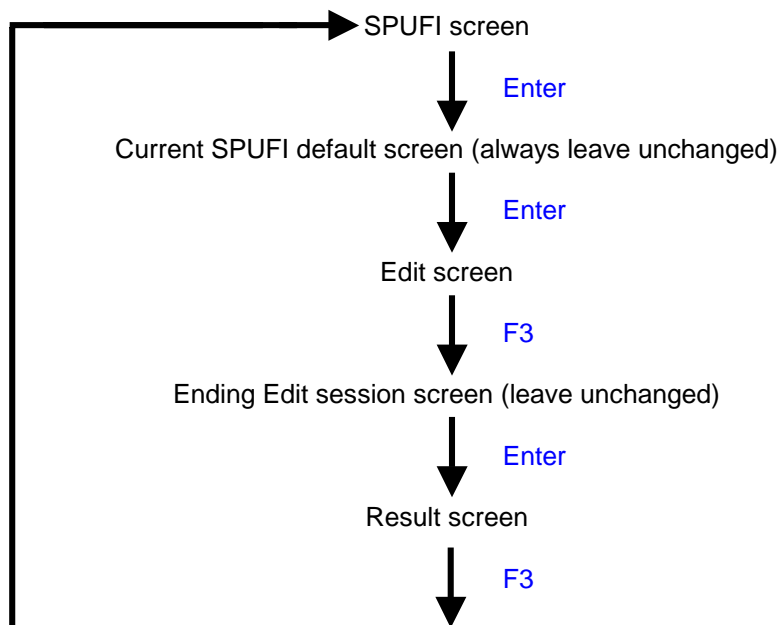 SPUFI screen
Enter
Current SPUFI default screen (always leave unchanged)
Enter
Edit screen
F3
Ending Edit session screen (leave unchanged)
Enter
Result screen
F3